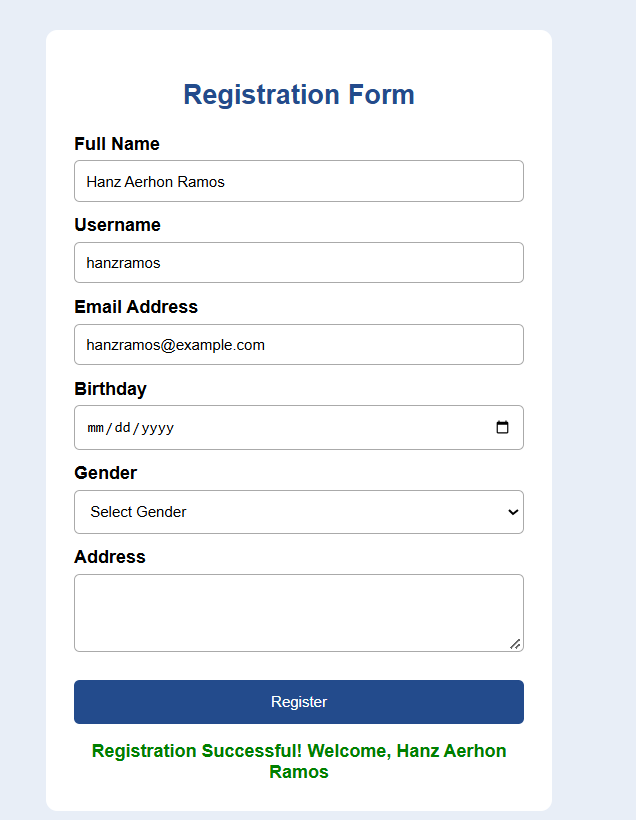 Registration Form
Full Name
Hanz Aerhon Ramos
Username
hanzramos
Email Address
hanzramos@example.com
Birthday
mm/dd/yyyy
Gender
Select Gender
Address
Register
Registration Successful! Welcome, Hanz Aerhon
Ramos